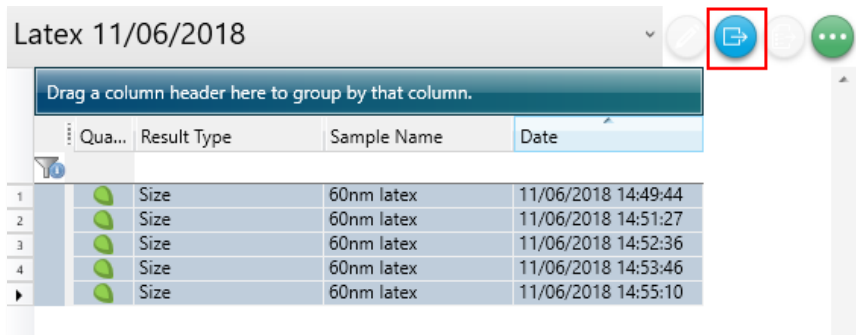 Latex 11/06/2018
Drag a column header here to group by that column.
Qua... Result Type Sample Name Date
1 Size 60nm latex 11/06/2018 14:49:44
2 Size 60nm latex 11/06/2018 14:51:27
3 Size 60nm latex 11/06/2018 14:52:36
4 Size 60nm latex 11/06/2018 14:53:46
Size 60nm latex 11/06/2018 14:55:10